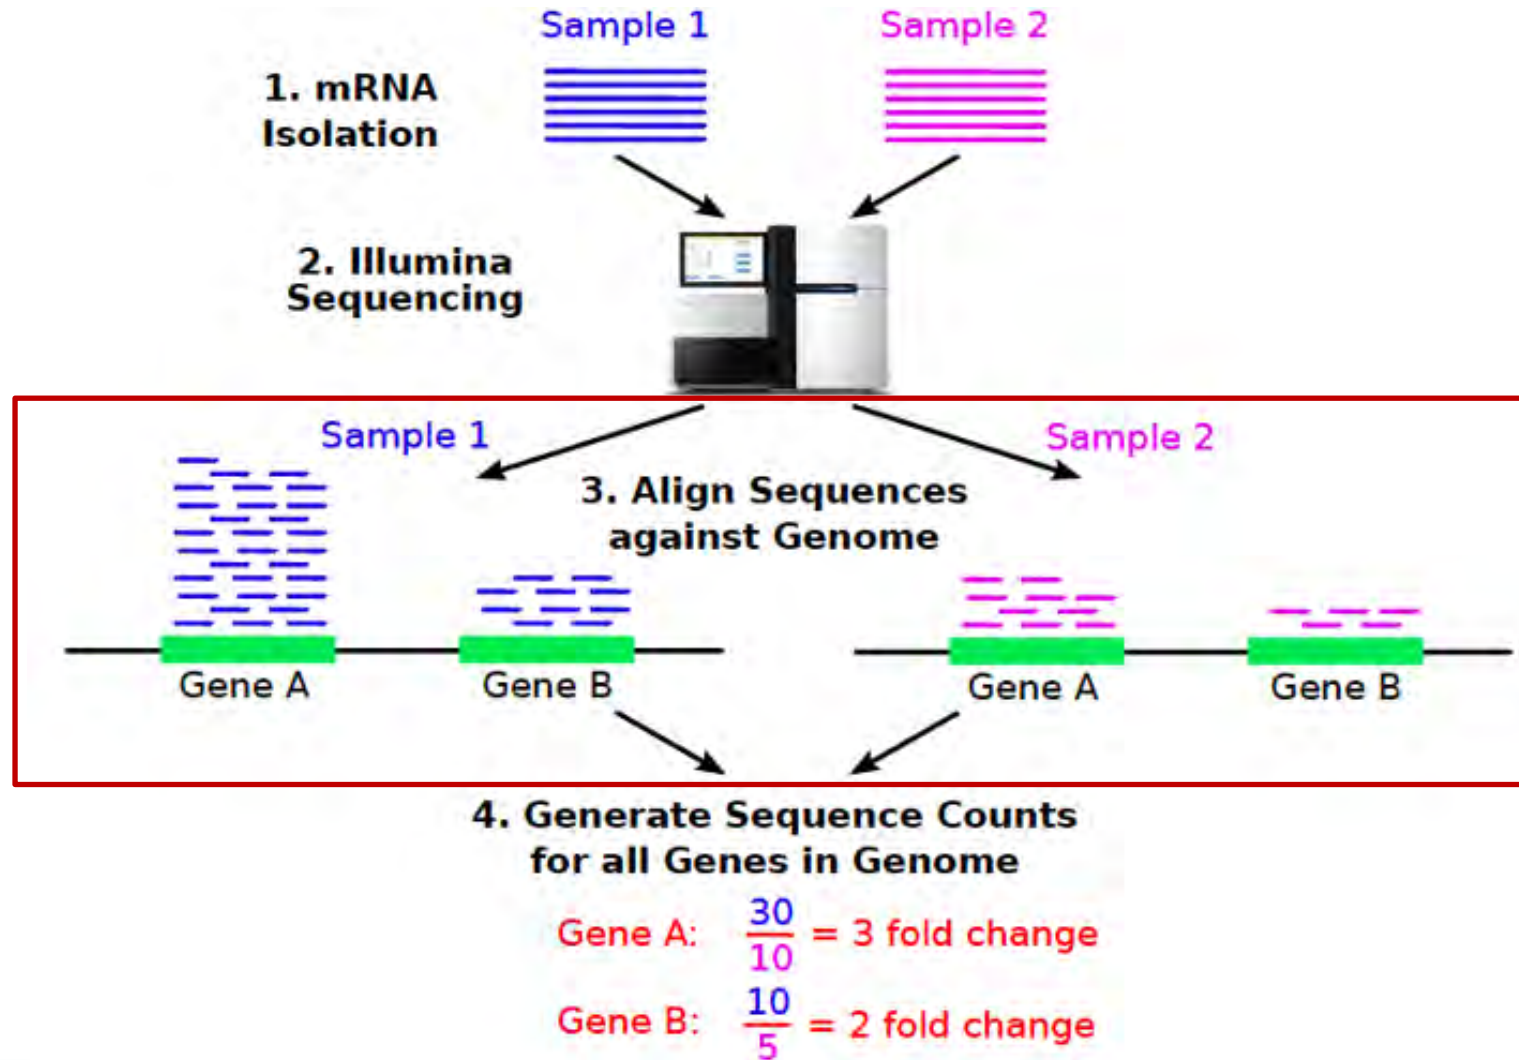 Sample 1
Sample 2
1. mRNA
Isolation
2. Illumina
Sequencing
Sample 1
Sample 2
3. Align Sequences
against Genome
Gene A
Gene B
Gene A
Gene B
4. Generate Sequence Counts
for all Genes in Genome
Gene A: 30/10 = 3 fold change
Gene B: 10/5 = 2 fold change